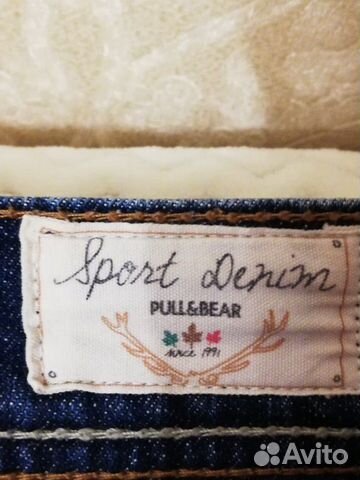 Sport Denim
PULL&BEAR
since 1991
Avito